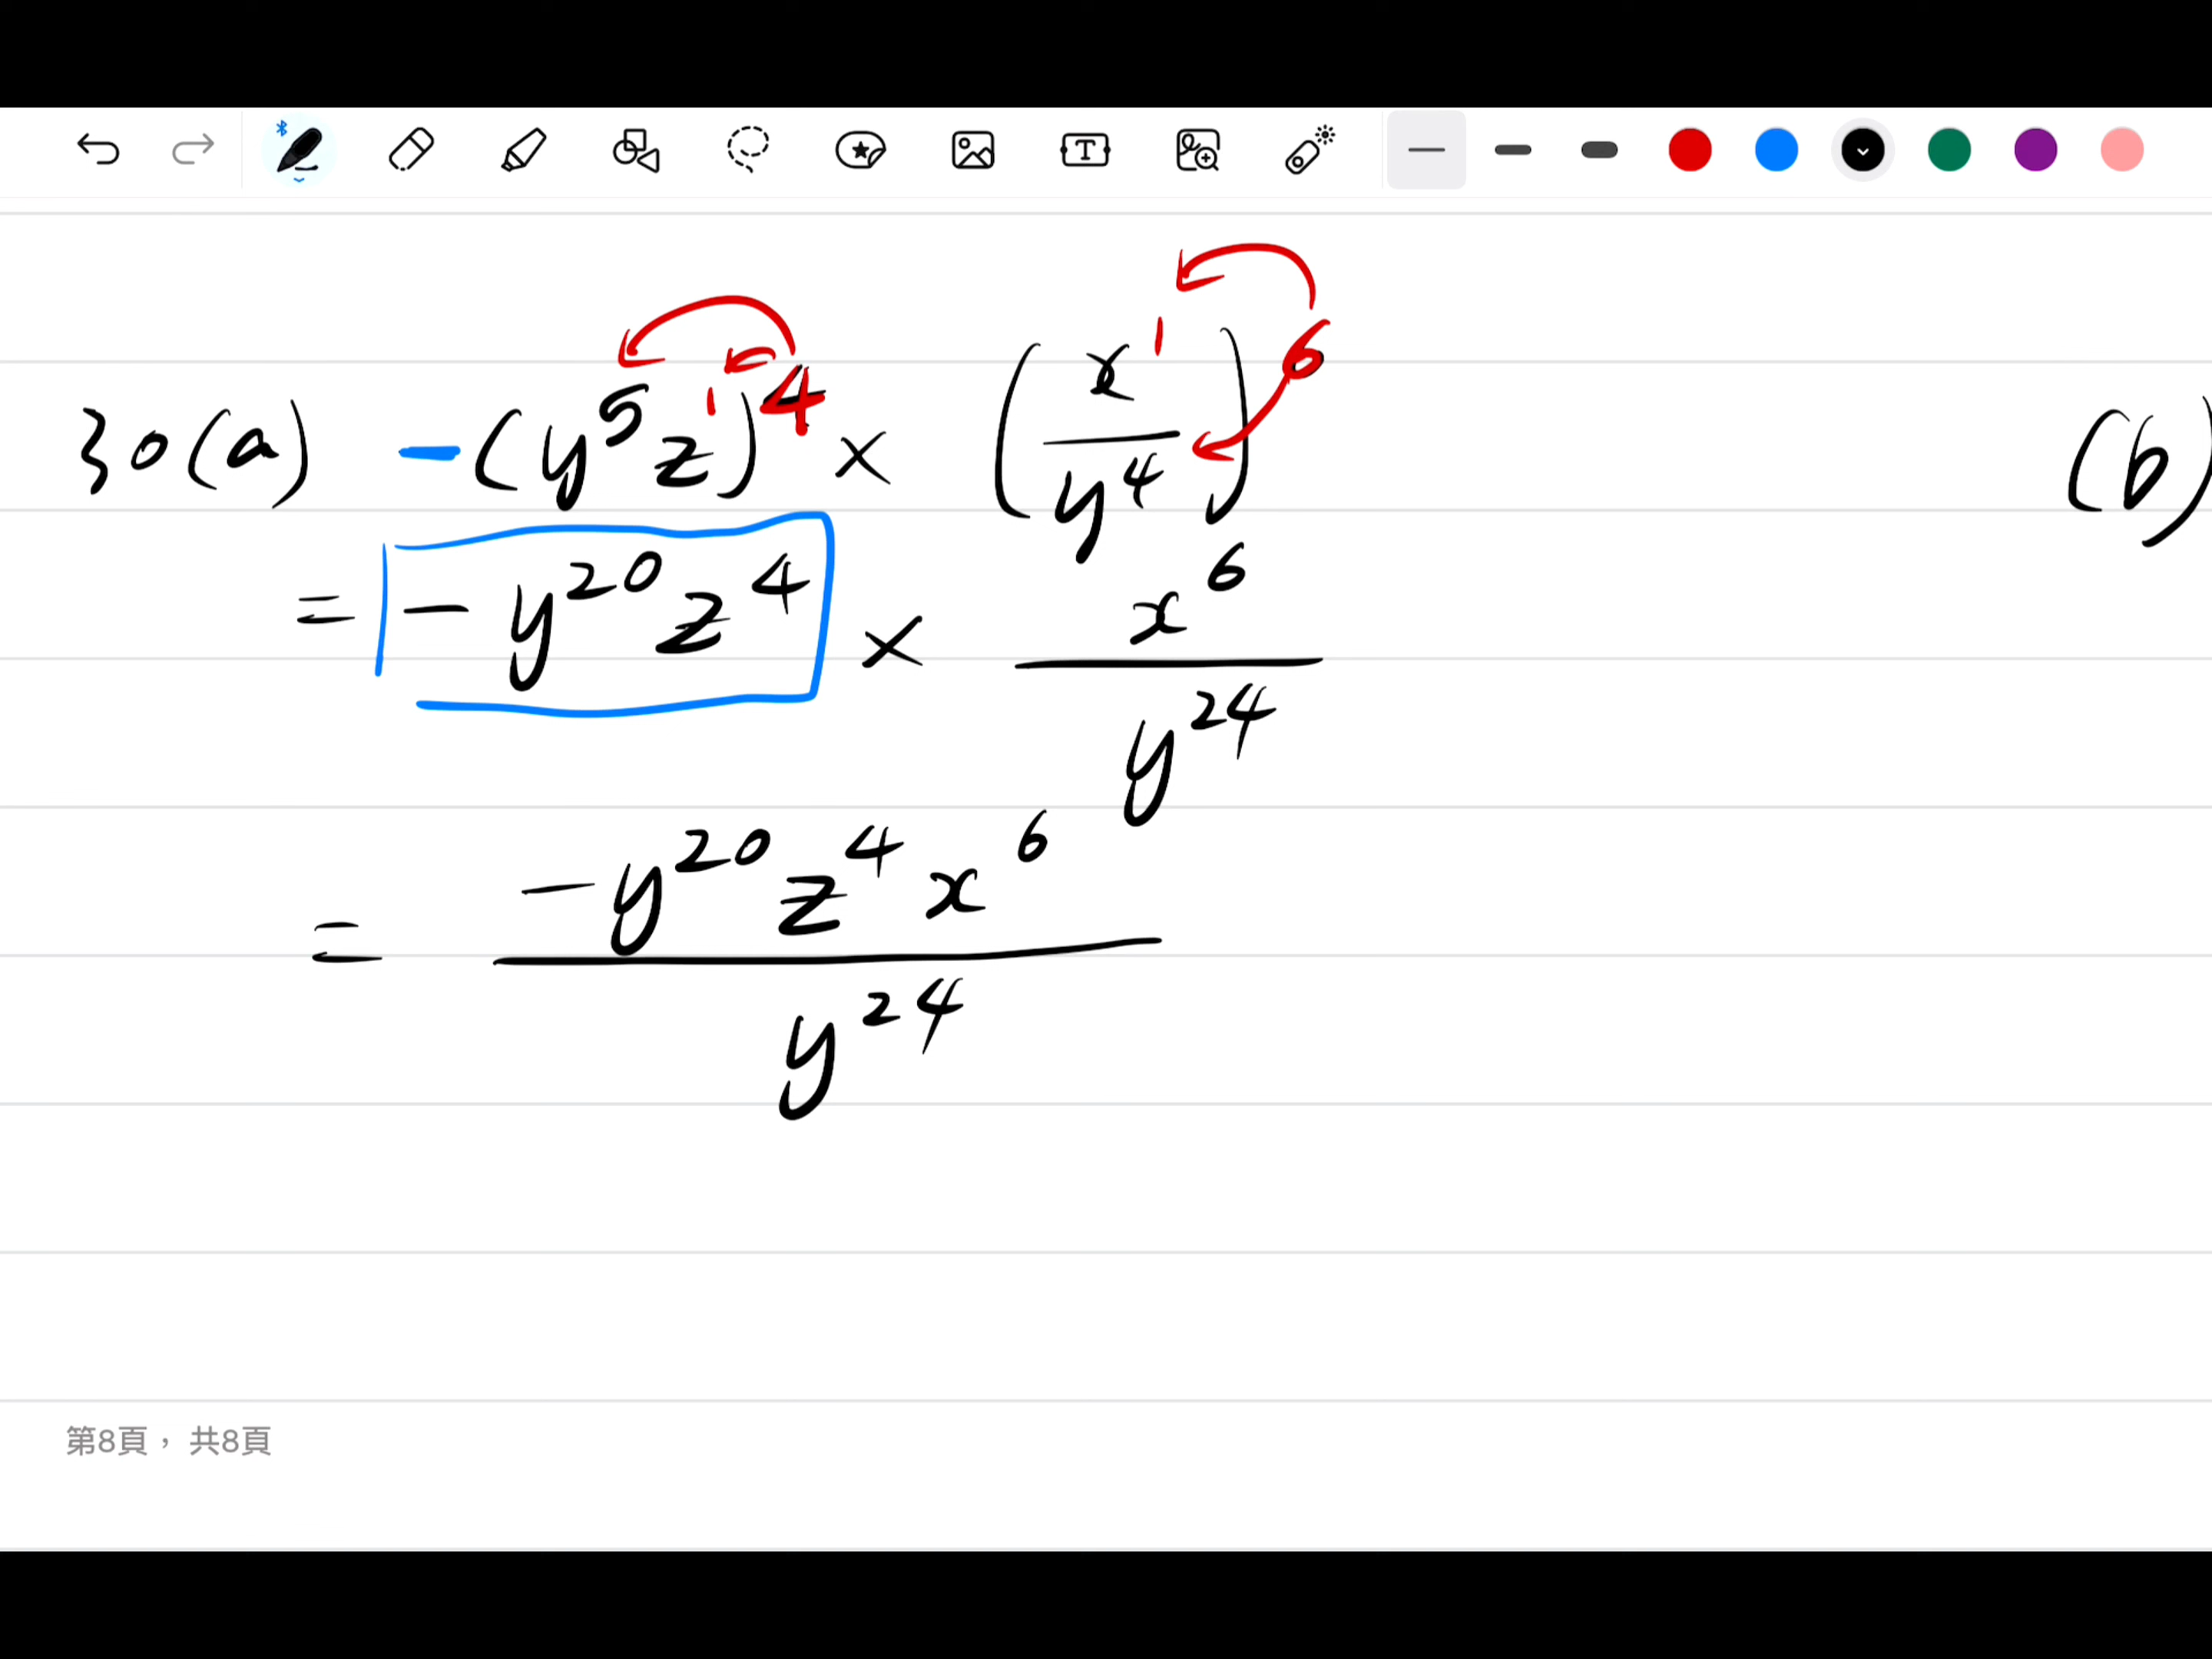 30(a) -(y⁵z¹)⁴ × (x¹/y⁴)⁶ (b)
= -y²⁰z⁴ × x⁶/y²⁴
= -y²⁰z⁴x⁶/y²⁴
第8頁，共8頁